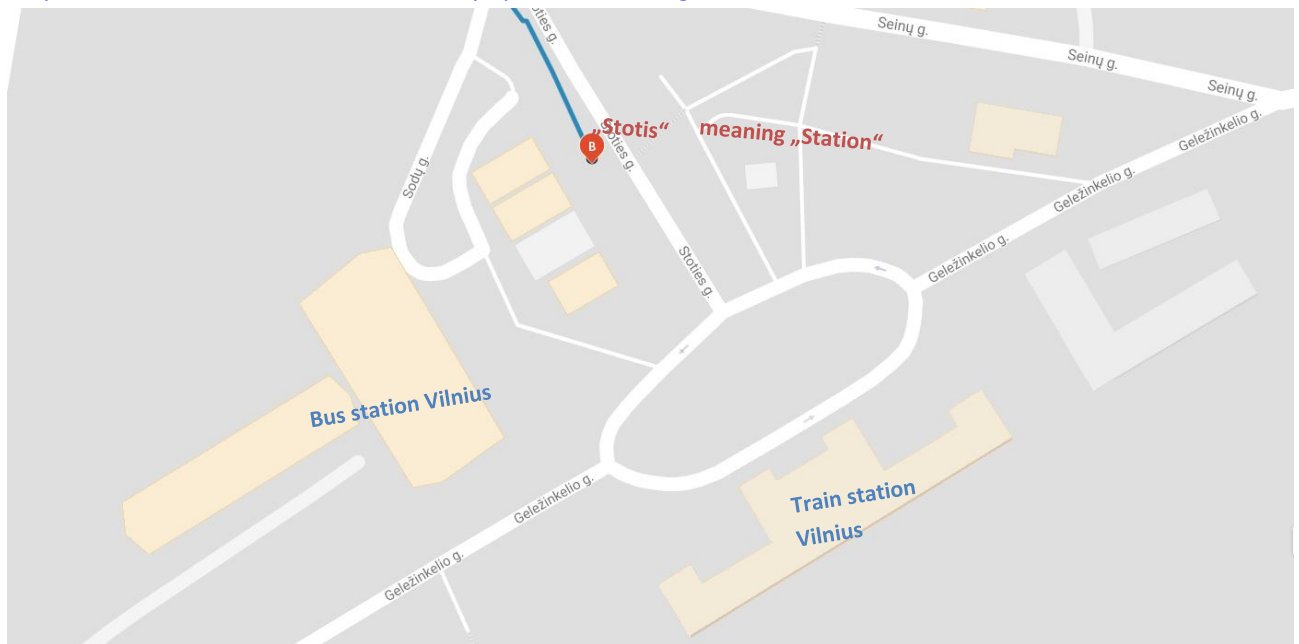 Stoties g.
Seinų g.
Seinų g.
Seinų g.
„Stotis“ meaning „Station“
B
Stoties g.
Geležinkelio g.
Sodų g.
Geležinkelio g.
Geležinkelio g.
Stoties g.
Bus station Vilnius
Geležinkelio g.
Train station
Vilnius
Geležinkelio g.